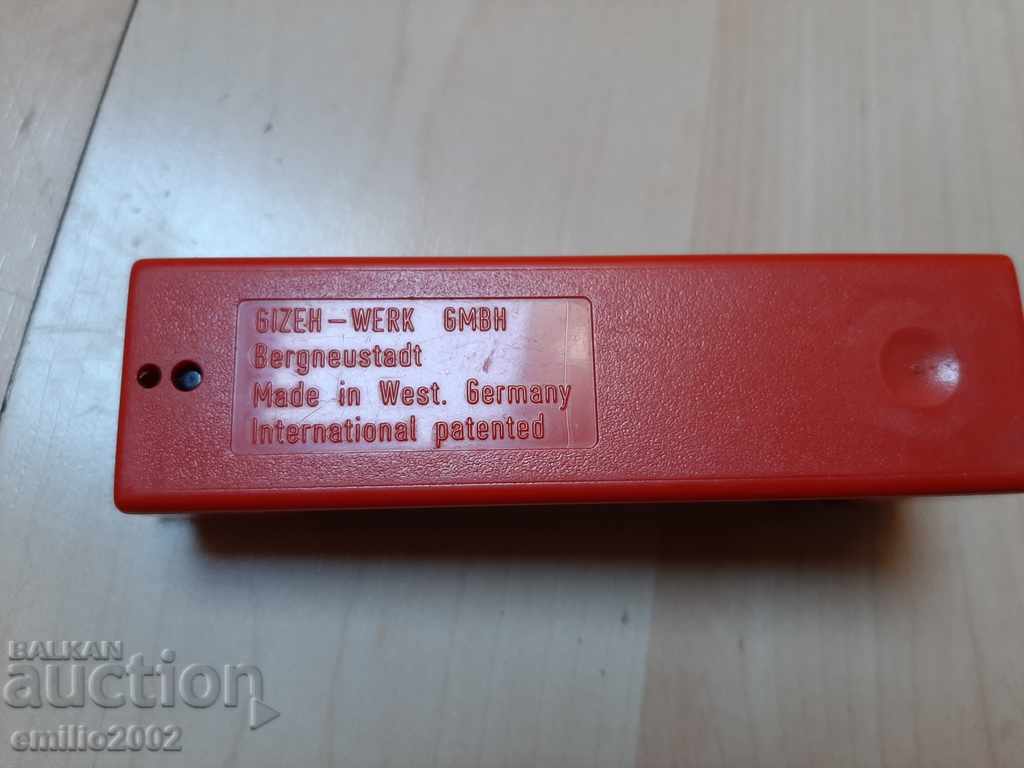 GIZEH-WERK GMBH
Bergneustadt
Made in West. Germany
International patented
BALKAN
auction
emilio2002